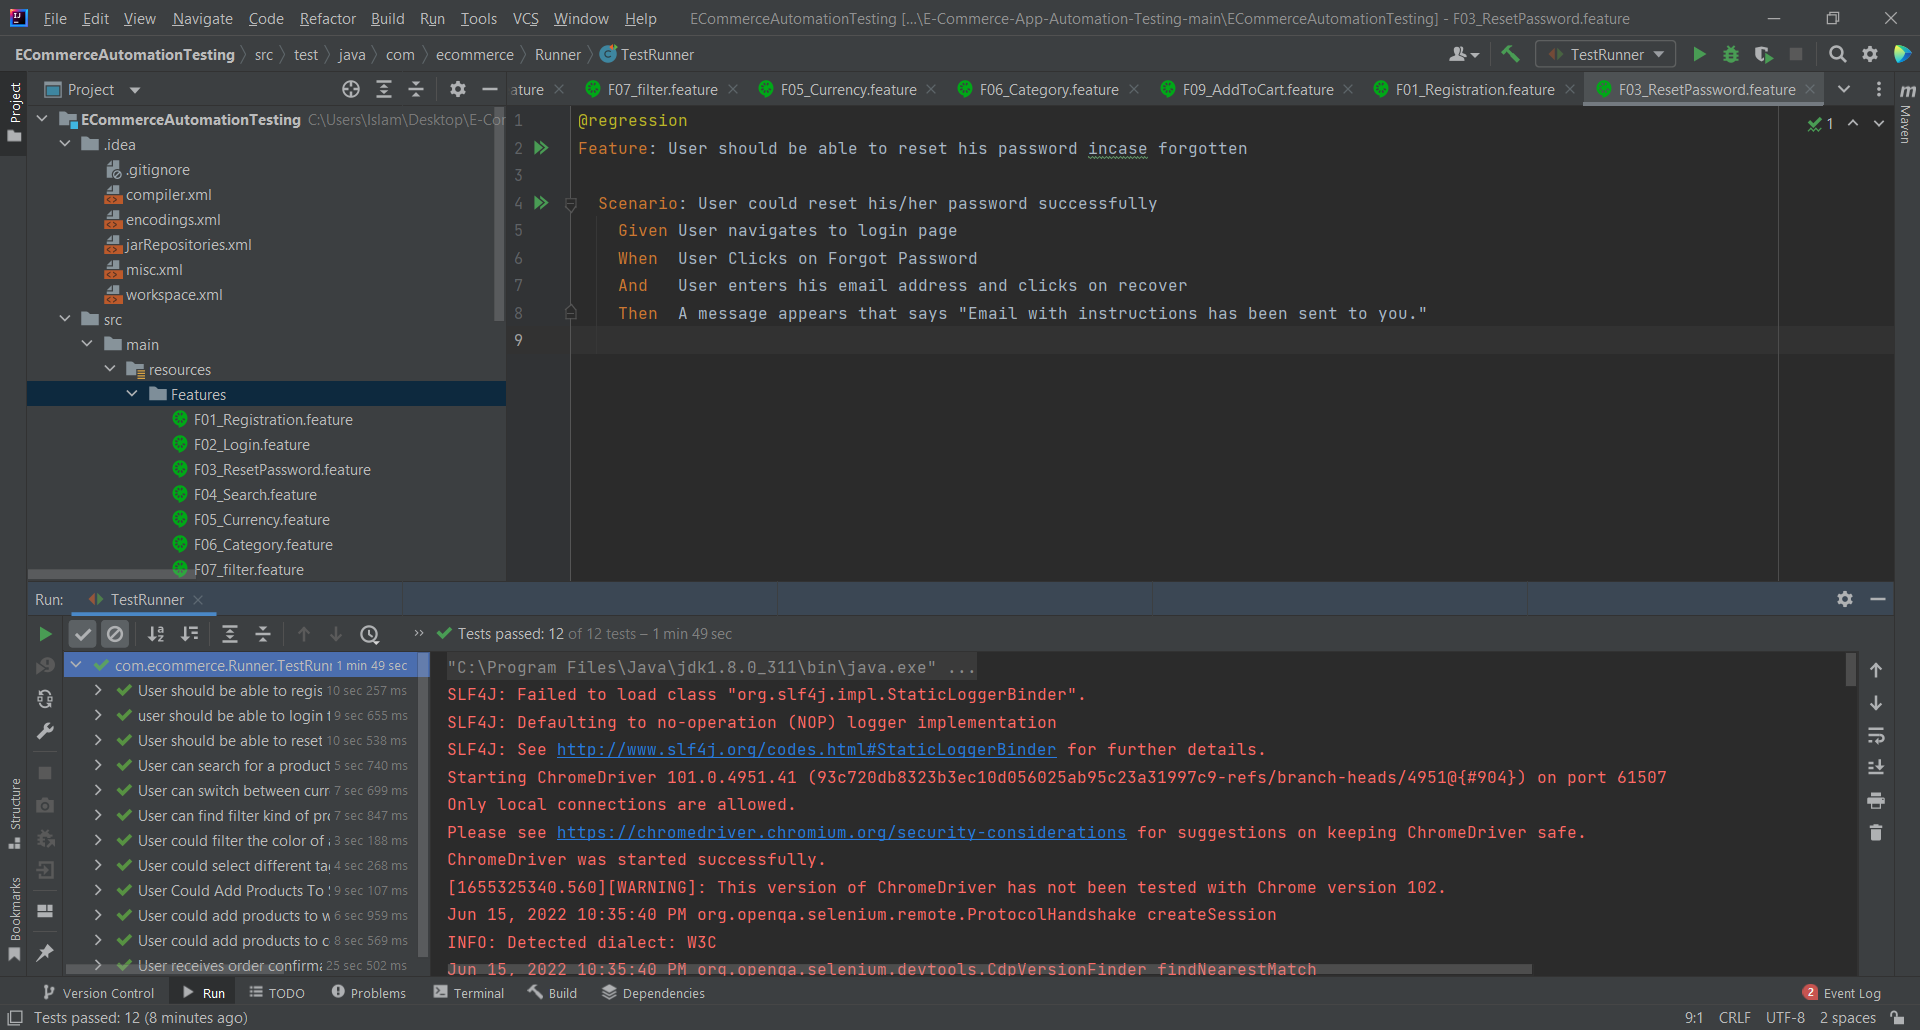 File Edit View Navigate Code Refactor Build Run Tools VCS Window Help ECommerceAutomationTesting [...\E-Commerce-App-Automation-Testing-main\ECommerceAutomationTesting] - F03_ResetPassword.feature
ECommerceAutomationTesting src test java com ecommerce Runner TestRunner
TestRunner
Project
ature F07_filter.feature F05_Currency.feature F06_Category.feature F09_AddToCart.feature F01_Registration.feature F03_ResetPassword.feature
Project
Maven
ECommerceAutomationTesting C:\Users\Islam\Desktop\E-Cor
.idea
.gitignore
compiler.xml
encodings.xml
jarRepositories.xml
misc.xml
workspace.xml
src
main
resources
Features
F01_Registration.feature
F02_Login.feature
F03_ResetPassword.feature
F04_Search.feature
F05_Currency.feature
F06_Category.feature
F07_filter.feature
1 @regression
1
2 Feature: User should be able to reset his password incase forgotten
3
4 Scenario: User could reset his/her password successfully
5 Given User navigates to login page
6 When User Clicks on Forgot Password
7 And User enters his email address and clicks on recover
8 Then A message appears that says "Email with instructions has been sent to you."
9
Run: TestRunner
Tests passed: 12 of 12 tests – 1 min 49 sec
com.ecommerce.Runner.TestRunn 1 min 49 sec
User should be able to regis 10 sec 257 ms
user should be able to login t 9 sec 655 ms
User should be able to reset 10 sec 538 ms
User can search for a product 5 sec 740 ms
User can switch between curr 7 sec 699 ms
User can find filter kind of pro 7 sec 847 ms
User could filter the color of 3 sec 188 ms
User could select different tag 4 sec 268 ms
User Could Add Products To S 9 sec 107 ms
User could add products to w 6 sec 959 ms
User could add products to c 8 sec 569 ms
User receives order confirma 25 sec 502 ms
"C:\Program Files\Java\jdk1.8.0_311\bin\java.exe" ...
SLF4J: Failed to load class "org.slf4j.impl.StaticLoggerBinder".
SLF4J: Defaulting to no-operation (NOP) logger implementation
SLF4J: See http://www.slf4j.org/codes.html#StaticLoggerBinder for further details.
Starting ChromeDriver 101.0.4951.41 (93c720db8323b3ec10d056025ab95c23a31997c9-refs/branch-heads/4951@{#904}) on port 61507
Only local connections are allowed.
Please see https://chromedriver.chromium.org/security-considerations for suggestions on keeping ChromeDriver safe.
ChromeDriver was started successfully.
[1655325340.560][WARNING]: This version of ChromeDriver has not been tested with Chrome version 102.
Jun 15, 2022 10:35:40 PM org.openqa.selenium.remote.ProtocolHandshake createSession
INFO: Detected dialect: W3C
Jun 15, 2022 10:35:40 PM org.openqa.selenium.devtools.CdpVersionFinder findNearestMatch
Structure
Bookmarks
Version Control Run TODO Problems Terminal Build Dependencies 2 Event Log
Tests passed: 12 (8 minutes ago) 9:1 CRLF UTF-8 2 spaces